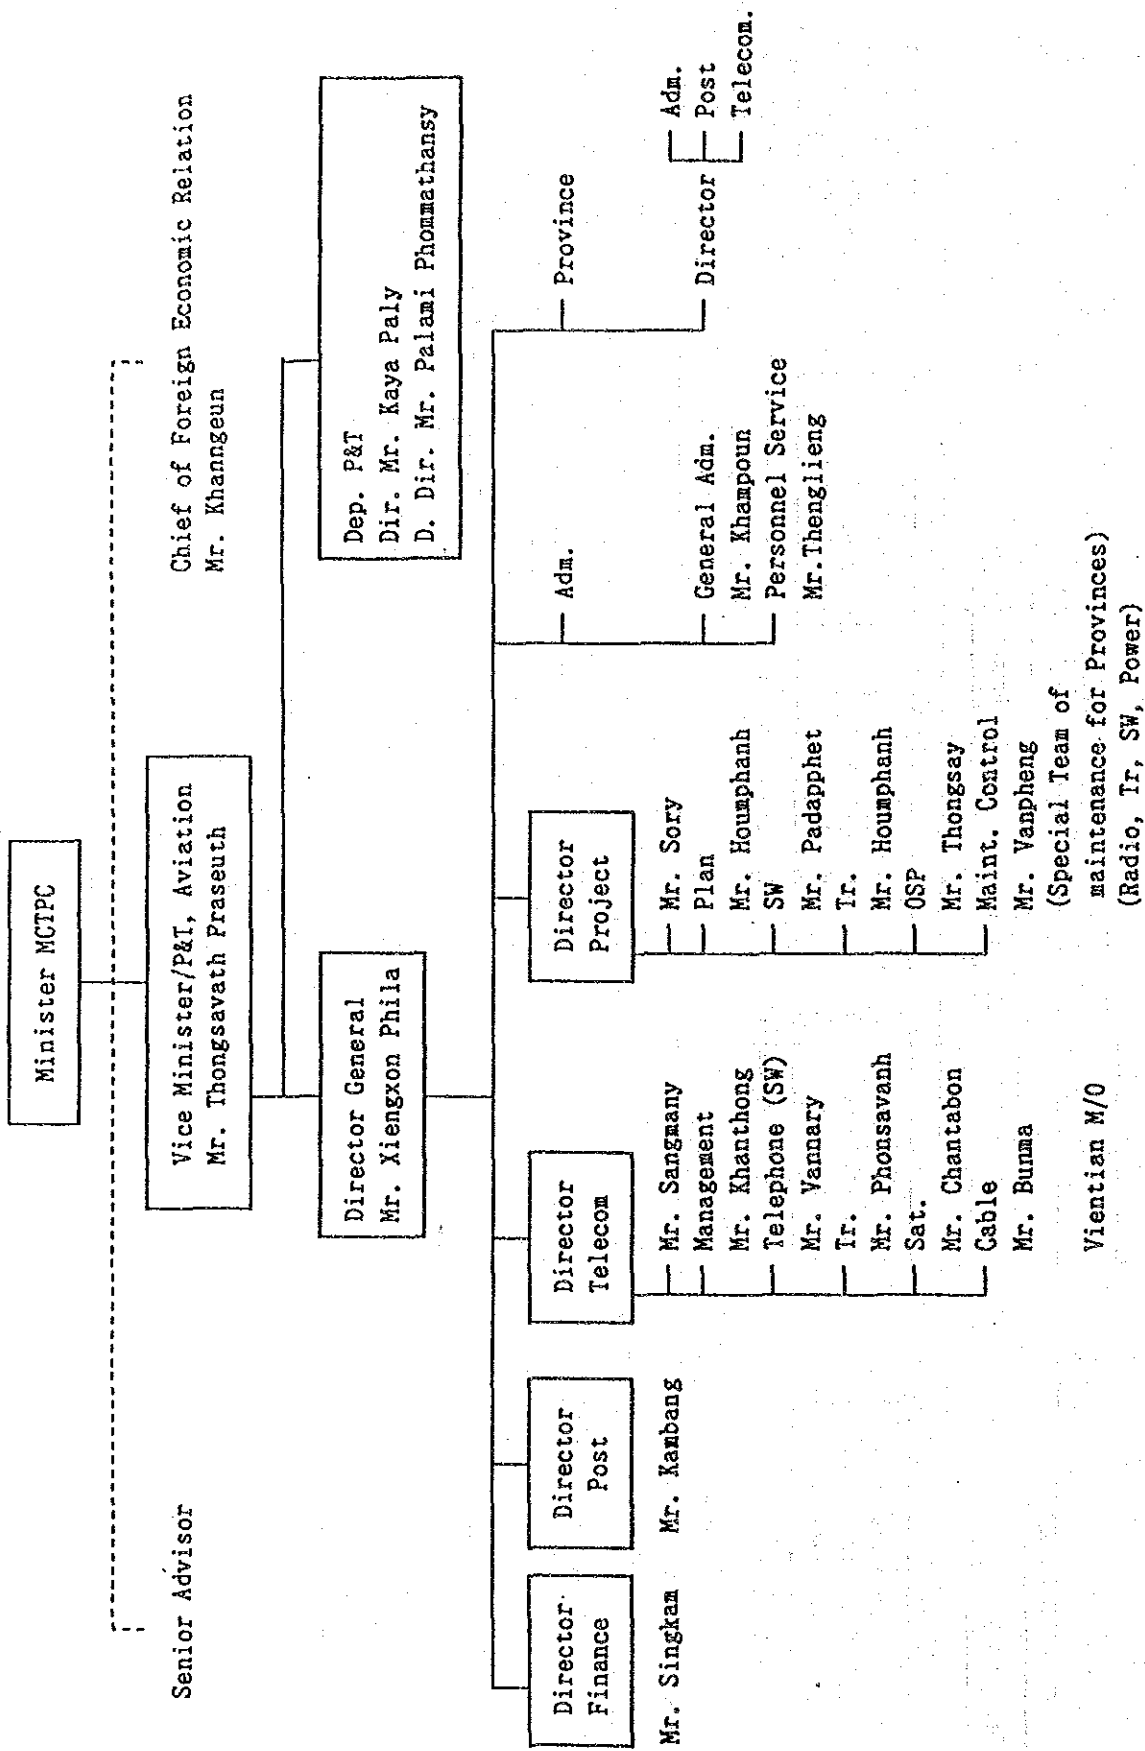 Minister MCTPC
Senior Advisor
Vice Minister/P&T, Aviation
Mr. Thongsavath Praseuth
Chief of Foreign Economic Relation
Mr. Khanngeun
Director General
Mr. Xiengxon Phila
Dep. P&T
Dir. Mr. Kaya Paly
D. Dir. Mr. Palami Phommathansy
Director
Finance
Mr. Singkam
Director
Post
Mr. Kambang
Director
Telecom
Mr. Sangmany
Management
Mr. Khanthong
Telephone (SW)
Mr. Vannary
Tr.
Mr. Phonsavanh
Sat.
Mr. Chantabon
Cable
Mr. Bunma
Vientian M/O
Director
Project
Mr. Sory
Plan
Mr. Houmphanh
SW
Mr. Padapphet
Tr.
Mr. Houmphanh
OSP
Mr. Thongsay
Maint. Control
Mr. Vanpheng
(Special Team of
maintenance for Provinces)
(Radio, Tr, SW, Power)
Adm.
General Adm.
Mr. Khampoun
Personnel Service
Mr.Thenglieng
Province
Director
Adm.
Post
Telecom.